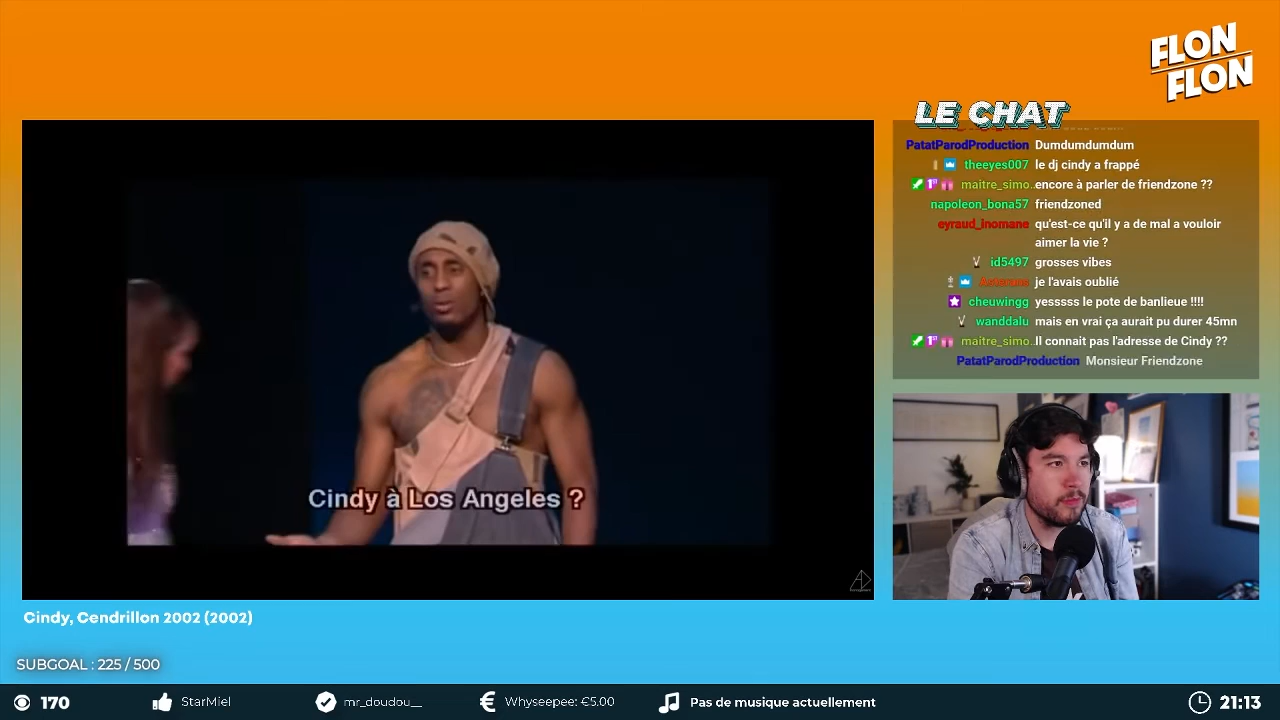 FLON
FLON
LE CHAT
PatatParodProduction Dumdumdumdum
theeyes007 le dj cindy a frappé
maitre_simo.. encore à parler de friendzone ??
napoleon_bona57 friendzoned
eyraud_inomane qu'est-ce qu'il y a de mal a vouloir
aimer la vie ?
id5497 grosses vibes
je l'avais oublié
cheuwingg yesssss le pote de banlieue !!!!
wanddalu mais en vrai ça aurait pu durer 45mn
maitre_simo.. Il connait pas l'adresse de Cindy ??
PatatParodProduction Monsieur Friendzone
Cindy à Los Angeles ?
Cindy, Cendrillon 2002 (2002)
SUBGOAL : 225 / 500
170
StarMiel
mr_doudou__
€ Whyseepee: €5.00
Pas de musique actuellement
21:13